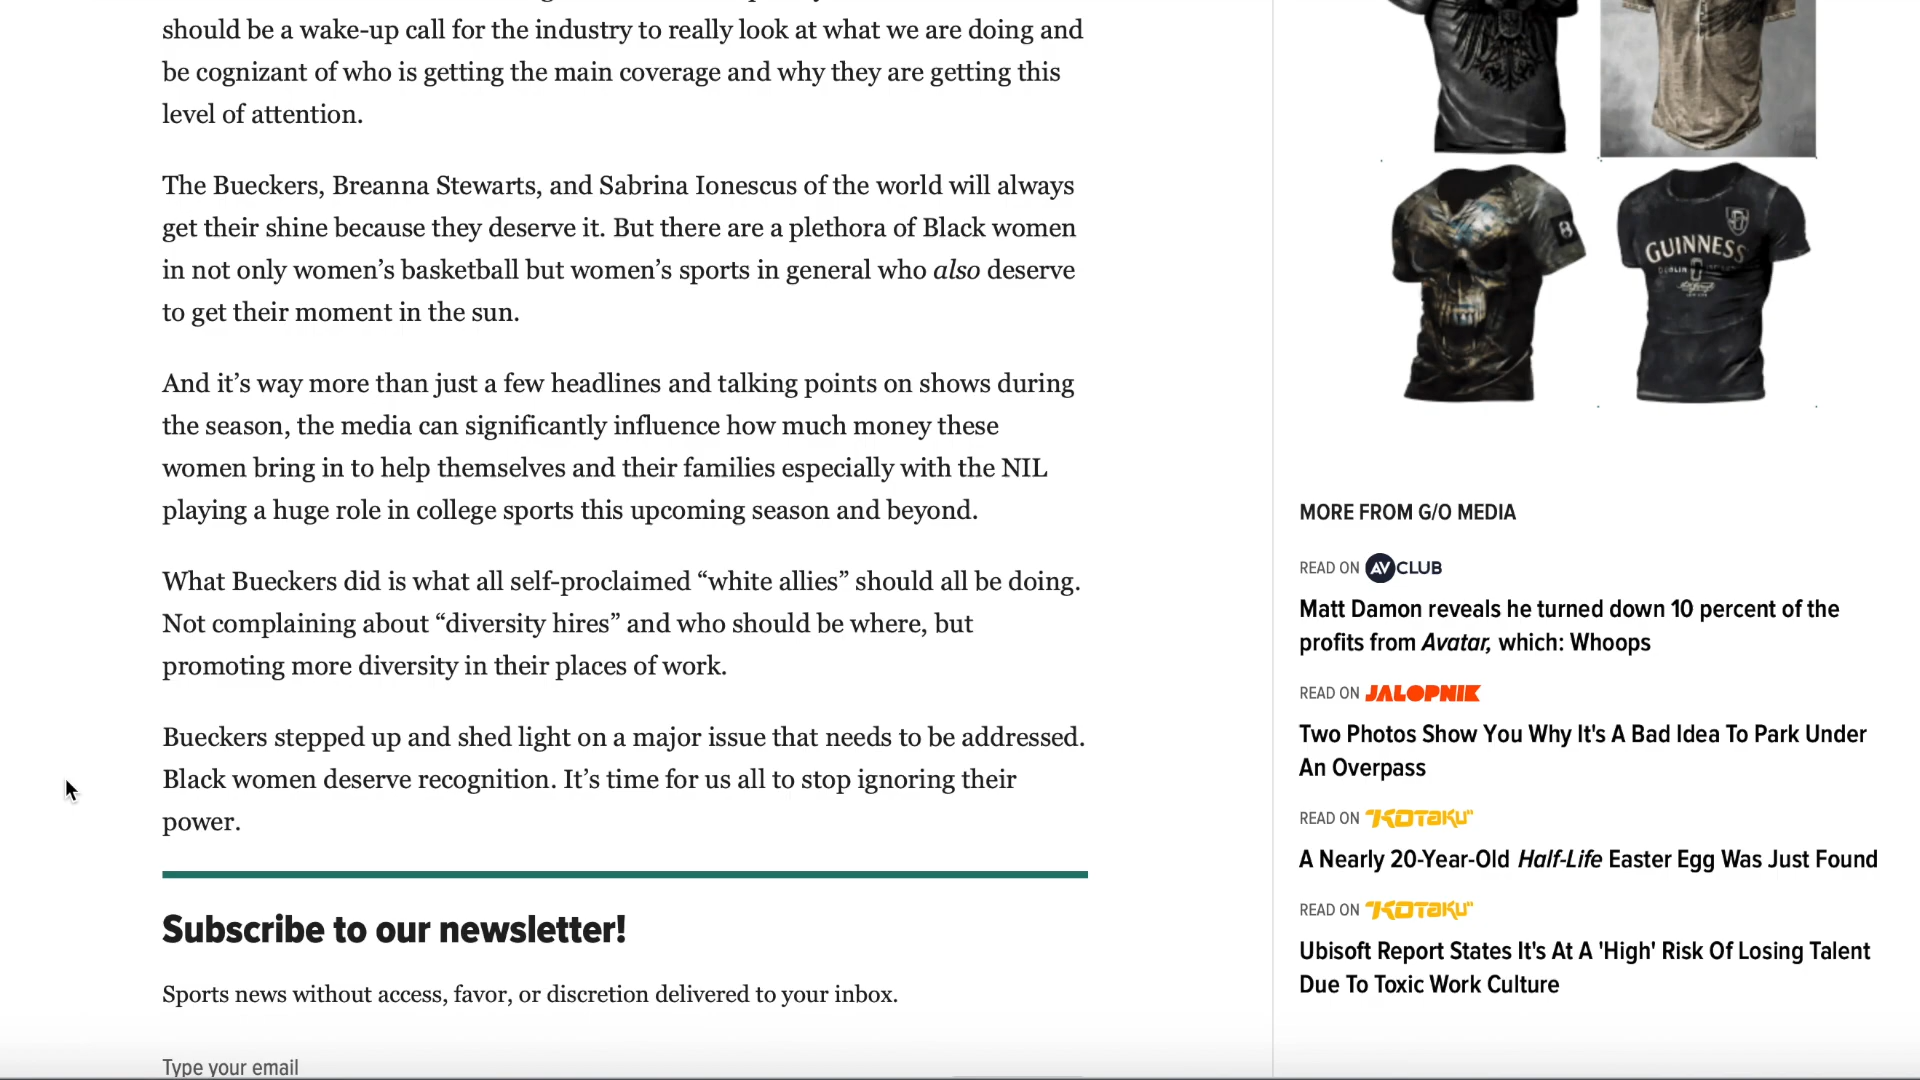 should be a wake-up call for the industry to really look at what we are doing and
be cognizant of who is getting the main coverage and why they are getting this
level of attention.
The Bueckers, Breanna Stewarts, and Sabrina Ionescus of the world will always
get their shine because they deserve it. But there are a plethora of Black women
in not only women’s basketball but women’s sports in general who also deserve
to get their moment in the sun.
And it’s way more than just a few headlines and talking points on shows during
the season, the media can significantly influence how much money these
women bring in to help themselves and their families especially with the NIL
playing a huge role in college sports this upcoming season and beyond.
What Bueckers did is what all self-proclaimed “white allies” should all be doing.
Not complaining about “diversity hires” and who should be where, but
promoting more diversity in their places of work.
Bueckers stepped up and shed light on a major issue that needs to be addressed.
Black women deserve recognition. It’s time for us all to stop ignoring their
power.
Subscribe to our newsletter!
Sports news without access, favor, or discretion delivered to your inbox.
Type your email
8
GUINNESS
MORE FROM G/O MEDIA
READ ON AV CLUB
Matt Damon reveals he turned down 10 percent of the
profits from Avatar, which: Whoops
READ ON JALOPNIK
Two Photos Show You Why It's A Bad Idea To Park Under
An Overpass
READ ON KOTAKU
A Nearly 20-Year-Old Half-Life Easter Egg Was Just Found
READ ON KOTAKU
Ubisoft Report States It's At A 'High' Risk Of Losing Talent
Due To Toxic Work Culture